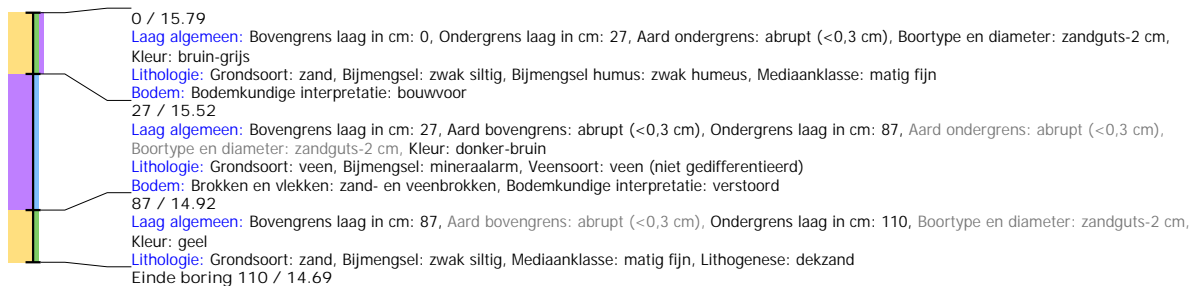 0 / 15.79
Laag algemeen: Bovengrens laag in cm: 0, Ondergrens laag in cm: 27, Aard ondergrens: abrupt (<0,3 cm), Boortype en diameter: zandguts-2 cm,
Kleur: bruin-grijs
Lithologie: Grondsoort: zand, Bijmengsel: zwak siltig, Bijmengsel humus: zwak humeus, Mediaanklasse: matig fijn
Bodem: Bodemkundige interpretatie: bouwvoor
27 / 15.52
Laag algemeen: Bovengrens laag in cm: 27, Aard bovengrens: abrupt (<0,3 cm), Ondergrens laag in cm: 87, Aard ondergrens: abrupt (<0,3 cm),
Boortype en diameter: zandguts-2 cm, Kleur: donker-bruin
Lithologie: Grondsoort: veen, Bijmengsel: mineraalarm, Veensoort: veen (niet gedifferentieerd)
Bodem: Brokken en vlekken: zand- en veenbrokken, Bodemkundige interpretatie: verstoord
87 / 14.92
Laag algemeen: Bovengrens laag in cm: 87, Aard bovengrens: abrupt (<0,3 cm), Ondergrens laag in cm: 110, Boortype en diameter: zandguts-2 cm,
Kleur: geel
Lithologie: Grondsoort: zand, Bijmengsel: zwak siltig, Mediaanklasse: matig fijn, Lithogenese: dekzand
Einde boring 110 / 14.69